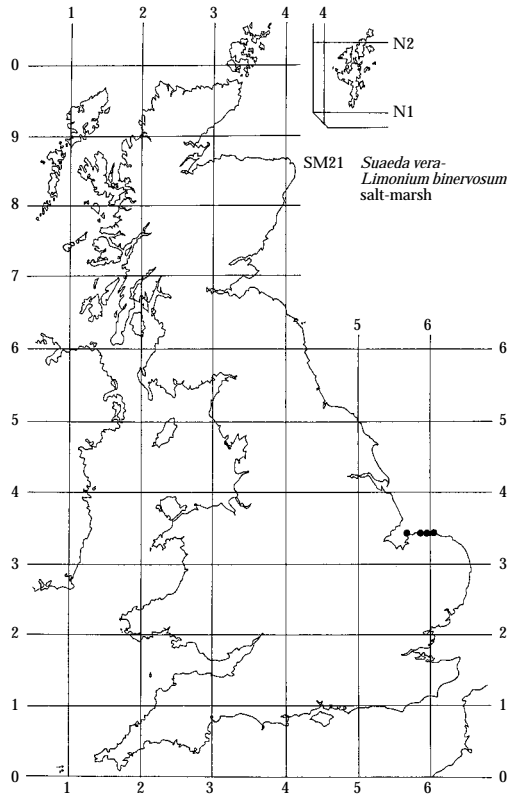 1 2 3 4 4
N2
0
N1
9
SM21 Suaeda vera-
Limonium binervosum
salt-marsh
8
7
5 6
6 6
5 5
4 4
3 3
2 2
1 1
0 0
1 2 3 4 5 6